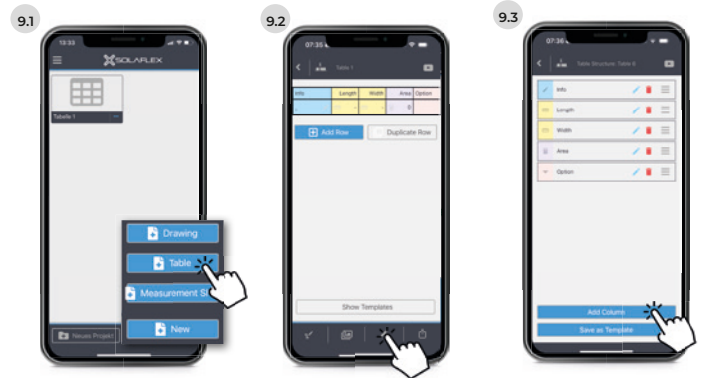 9.1
13:33
SOLAFLEX
Tabelle 1
Drawing
Table
Measurement S
New
Neues Projekt
9.2
07:35
Table 1
Info Length Width Area Option
0
Add Row
Duplicate Row
Show Templates
9.3
07:36
Table Structure: Table 6
Info
Length
Width
Area
Option
Add Column
Save as Template